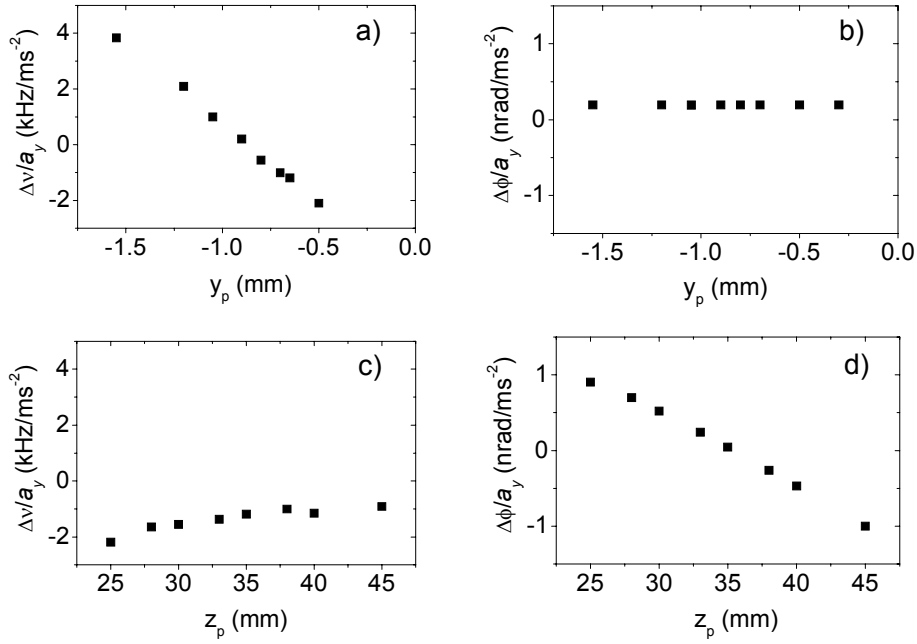 a)
Δν/a_y (kHz/ms⁻²)
4
2
0
-2
-1.5 -1.0 -0.5 0.0
y_p (mm)
b)
Δϕ/a_y (nrad/ms⁻²)
1
0
-1
-1.5 -1.0 -0.5 0.0
y_p (mm)
c)
Δν/a_y (kHz/ms⁻²)
4
2
0
-2
25 30 35 40 45
z_p (mm)
d)
Δϕ/a_y (nrad/ms⁻²)
1
0
-1
25 30 35 40 45
z_p (mm)